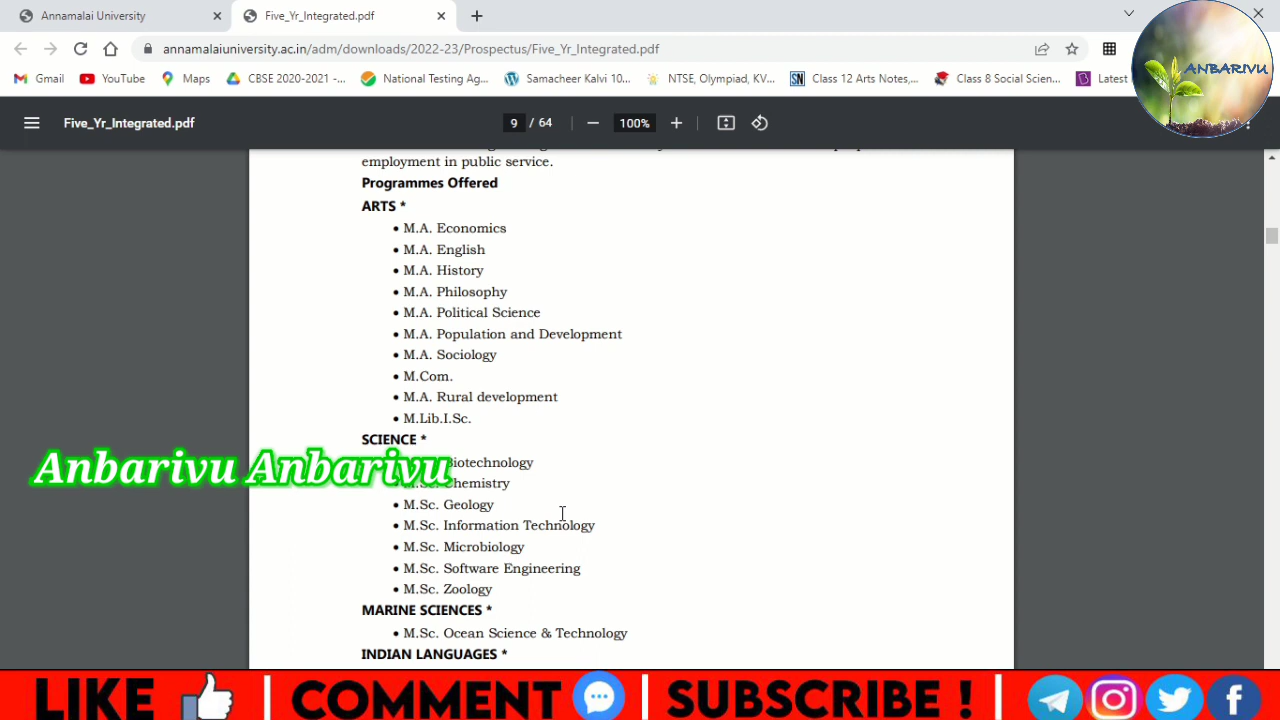 Annamalai University
Five_Yr_Integrated.pdf
annamalaiuniversity.ac.in/adm/downloads/2022-23/Prospectus/Five_Yr_Integrated.pdf
Gmail YouTube Maps CBSE 2020-2021 -... National Testing Ag... Samacheer Kalvi 10... NTSE, Olympiad, KV... SN Class 12 Arts Notes,... Class 8 Social Scien... Latest
ANBARIVU
Five_Yr_Integrated.pdf 9 / 64 100%
employment in public service.
Programmes Offered
ARTS *
• M.A. Economics
• M.A. English
• M.A. History
• M.A. Philosophy
• M.A. Political Science
• M.A. Population and Development
• M.A. Sociology
• M.Com.
• M.A. Rural development
• M.Lib.I.Sc.
SCIENCE *
Biotechnology
Anbarivu Anbarivu
M.Sc. Chemistry
• M.Sc. Geology
• M.Sc. Information Technology
• M.Sc. Microbiology
• M.Sc. Software Engineering
• M.Sc. Zoology
MARINE SCIENCES *
• M.Sc. Ocean Science & Technology
INDIAN LANGUAGES *
LIKE COMMENT SUBSCRIBE !